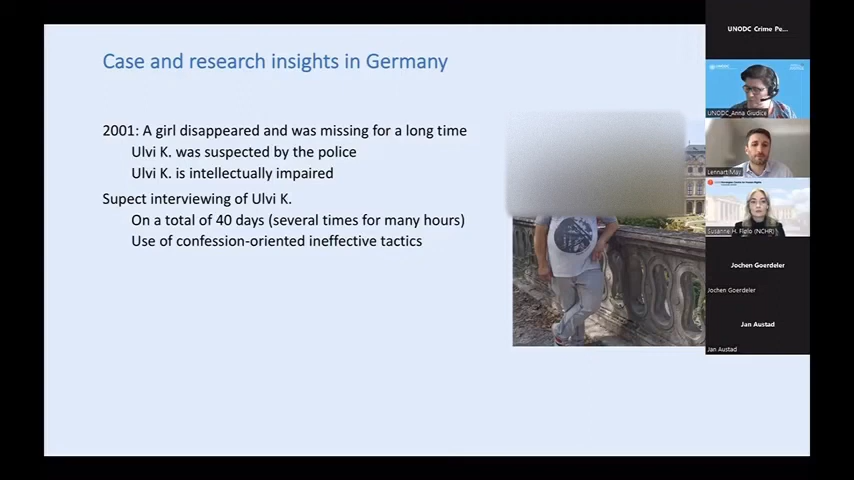 Case and research insights in Germany
2001: A girl disappeared and was missing for a long time
Ulvi K. was suspected by the police
Ulvi K. is intellectually impaired
Supect interviewing of Ulvi K.
On a total of 40 days (several times for many hours)
Use of confession-oriented ineffective tactics
UNODC Crime Pe...
UNODC_Anna Giudice
Lennart May
Susanne H. Flølo (NCHR)
Jochen Goerdeler
Jochen Goerdeler
Jan Austad
Jan Austad